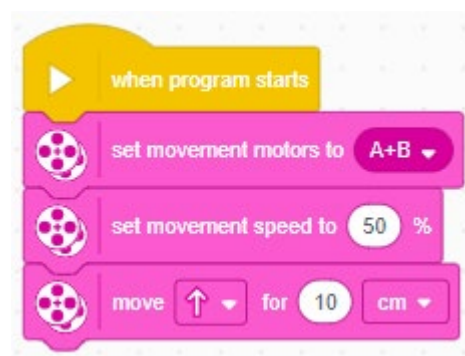 when program starts
set movement motors to A+B
set movement speed to 50 %
move for 10 cm